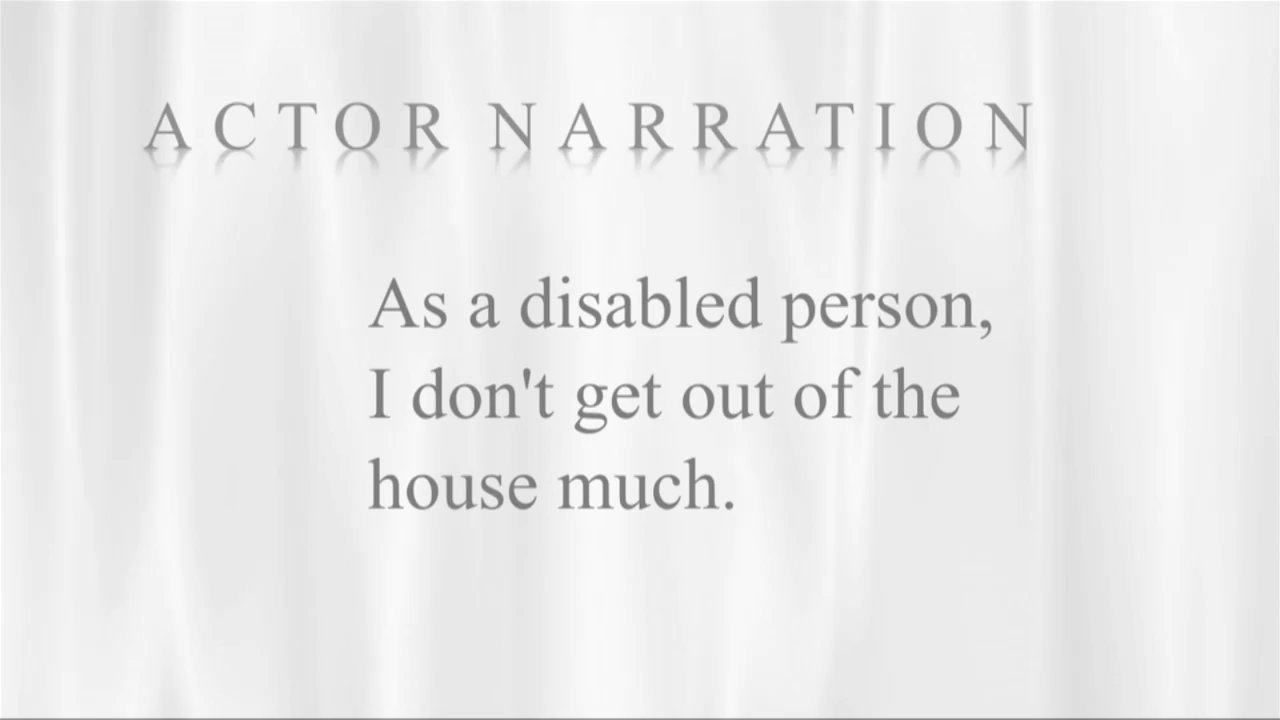 ACTOR NARRATION
As a disabled person,
I don't get out of the
house much.